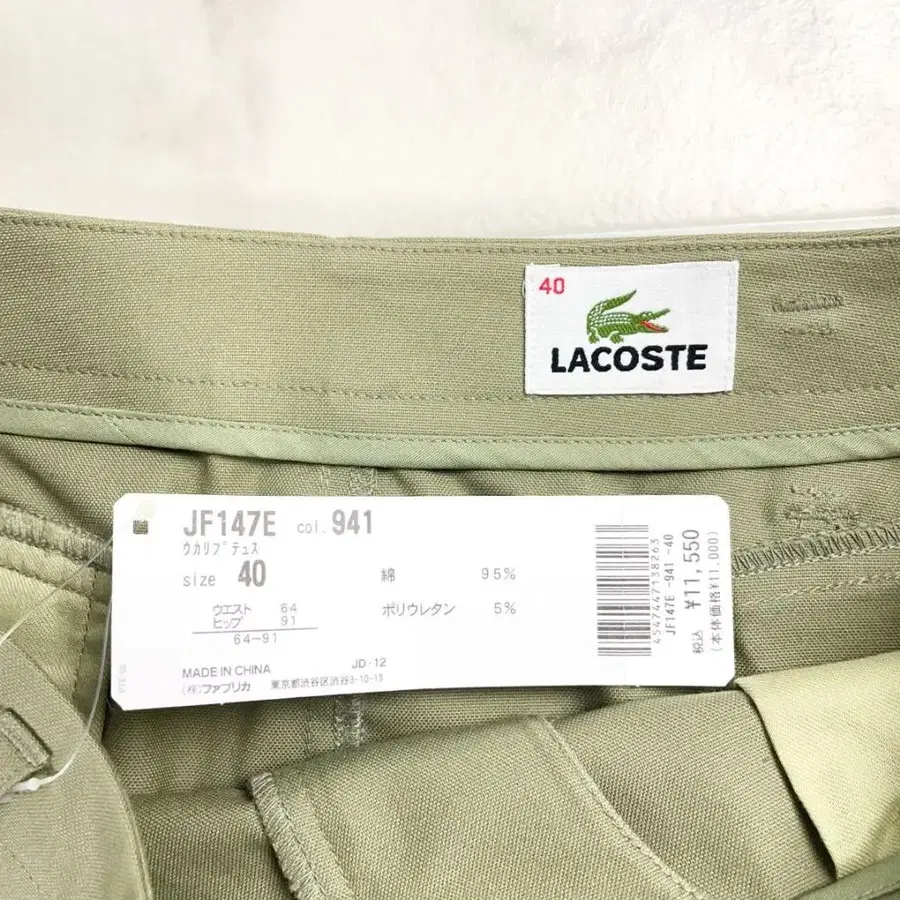 40
LACOSTE
JF147E col. 941
ウカリプテュス
size 40
綿 95%
ポリウレタン 5%
ウエスト 64
ヒップ 91
64-91
MADE IN CHINA JD-12
(株)ファブリカ 東京都渋谷区渋谷3-10-13
4547447138263
JF147E -941 -40
税込 ¥11,550
(本体価格¥11,000)